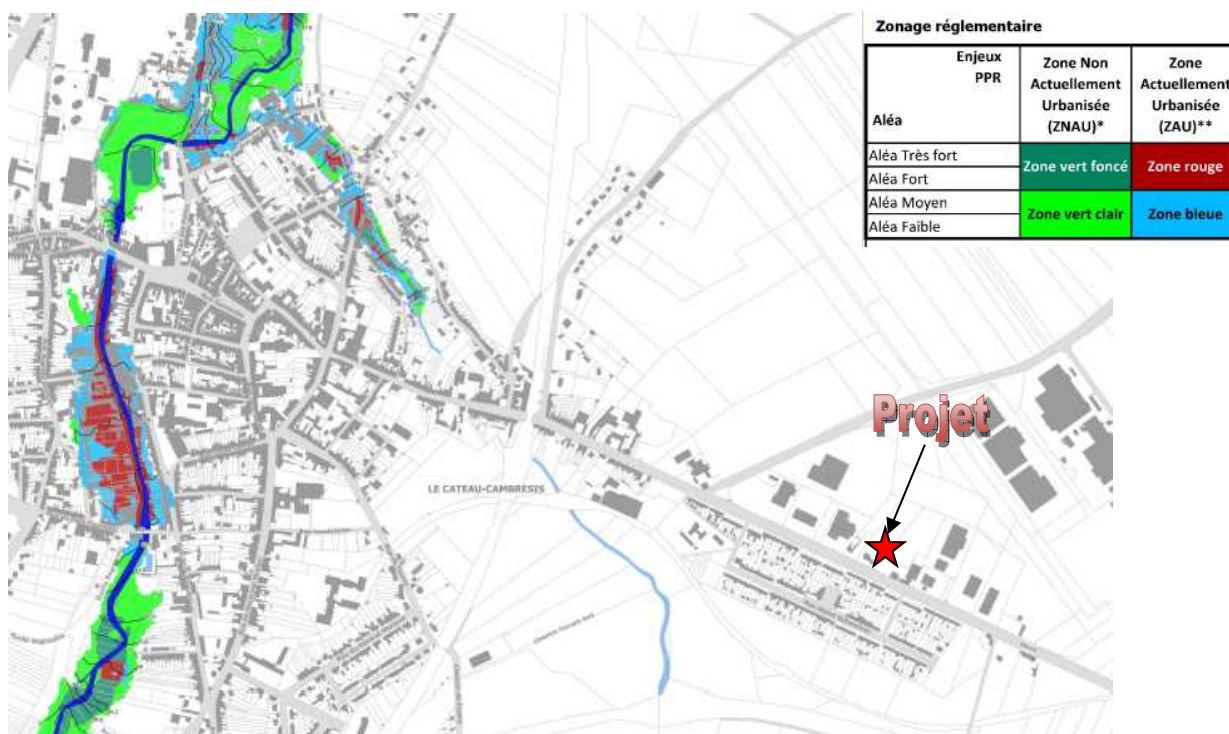 Zonage réglementaire
Enjeux
PPR
Aléa
Zone Non
Actuellement
Urbanisée
(ZNAU)*
Zone
Actuellement
Urbanisée
(ZAU)**
Aléa Très fort
Aléa Fort
Zone vert foncé
Zone rouge
Aléa Moyen
Aléa Faible
Zone vert clair
Zone bleue
Projet
LE CATEAU-CAMBRESIS